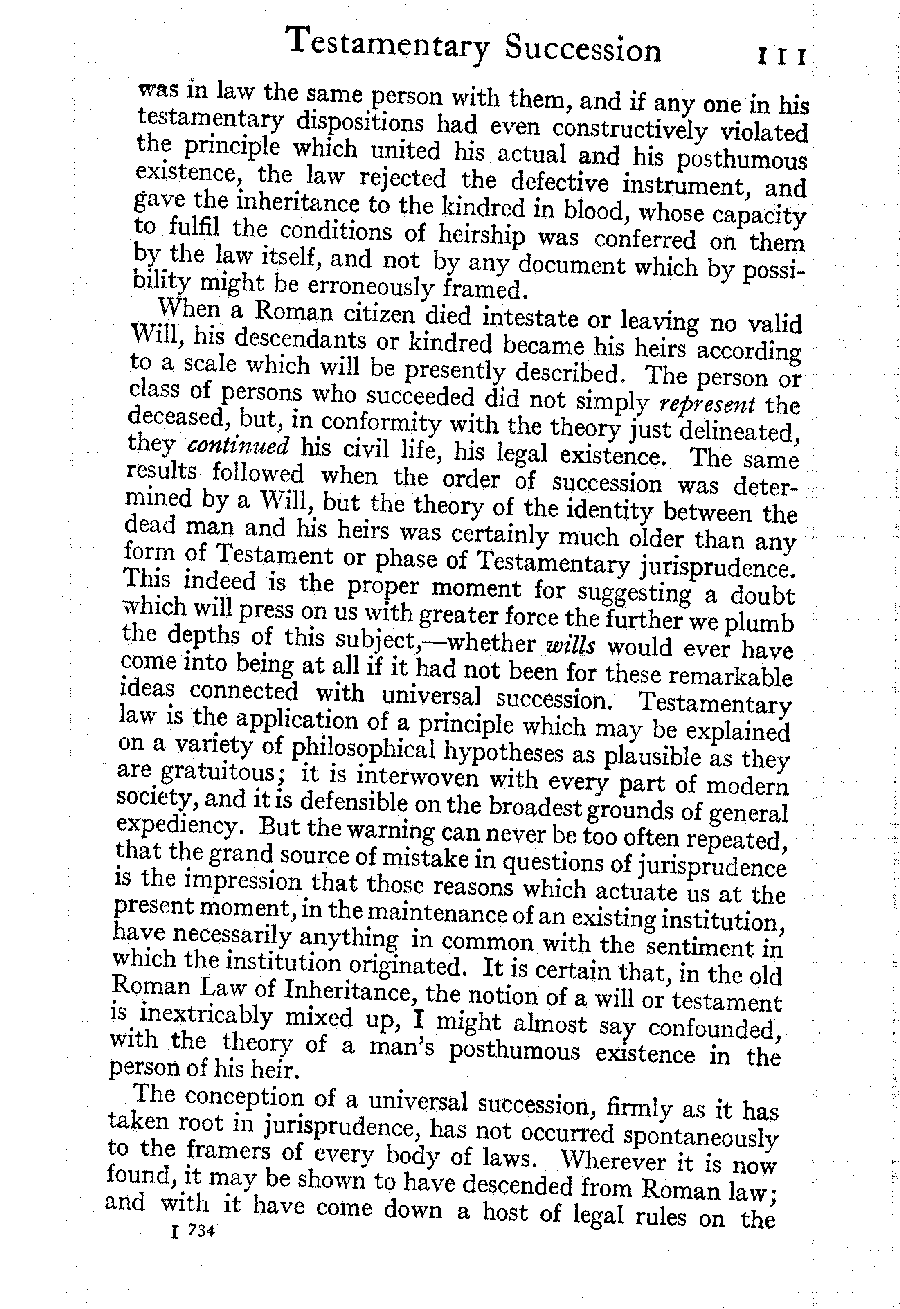 Testamentary Succession 111
was in law the same person with them, and if any one in his
testamentary dispositions had even constructively violated
the principle which united his actual and his posthumous
existence, the law rejected the defective instrument, and
gave the inheritance to the kindred in blood, whose capacity
to fulfil the conditions of heirship was conferred on them
by the law itself, and not by any document which by possi-
bility might be erroneously framed.
When a Roman citizen died intestate or leaving no valid
Will, his descendants or kindred became his heirs according
to a scale which will be presently described. The person or
class of persons who succeeded did not simply represent the
deceased, but, in conformity with the theory just delineated,
they continued his civil life, his legal existence. The same
results followed when the order of succession was deter-
mined by a Will, but the theory of the identity between the
dead man and his heirs was certainly much older than any
form of Testament or phase of Testamentary jurisprudence.
This indeed is the proper moment for suggesting a doubt
which will press on us with greater force the further we plumb
the depths of this subject,—whether wills would ever have
come into being at all if it had not been for these remarkable
ideas connected with universal succession. Testamentary
law is the application of a principle which may be explained
on a variety of philosophical hypotheses as plausible as they
are gratuitous; it is interwoven with every part of modern
society, and it is defensible on the broadest grounds of general
expediency. But the warning can never be too often repeated,
that the grand source of mistake in questions of jurisprudence
is the impression that those reasons which actuate us at the
present moment, in the maintenance of an existing institution,
have necessarily anything in common with the sentiment in
which the institution originated. It is certain that, in the old
Roman Law of Inheritance, the notion of a will or testament
is inextricably mixed up, I might almost say confounded,
with the theory of a man's posthumous existence in the
person of his heir.
The conception of a universal succession, firmly as it has
taken root in jurisprudence, has not occurred spontaneously
to the framers of every body of laws. Wherever it is now
found, it may be shown to have descended from Roman law;
and with it have come down a host of legal rules on the
I 734